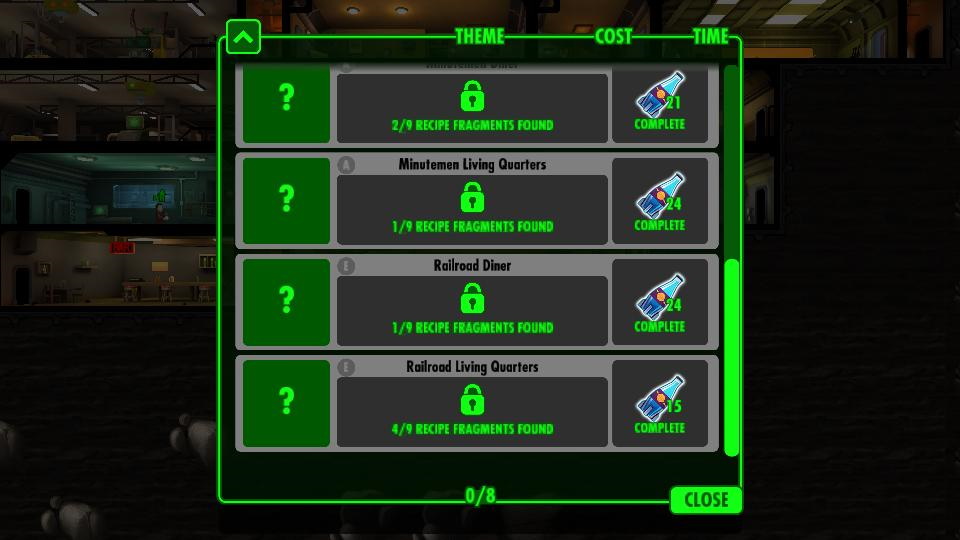 THEME COST TIME
Minutemen Diner
?
2/9 RECIPE FRAGMENTS FOUND
21
COMPLETE
A
Minutemen Living Quarters
?
1/9 RECIPE FRAGMENTS FOUND
24
COMPLETE
E
Railroad Diner
?
1/9 RECIPE FRAGMENTS FOUND
24
COMPLETE
E
Railroad Living Quarters
?
4/9 RECIPE FRAGMENTS FOUND
15
COMPLETE
0/8
CLOSE